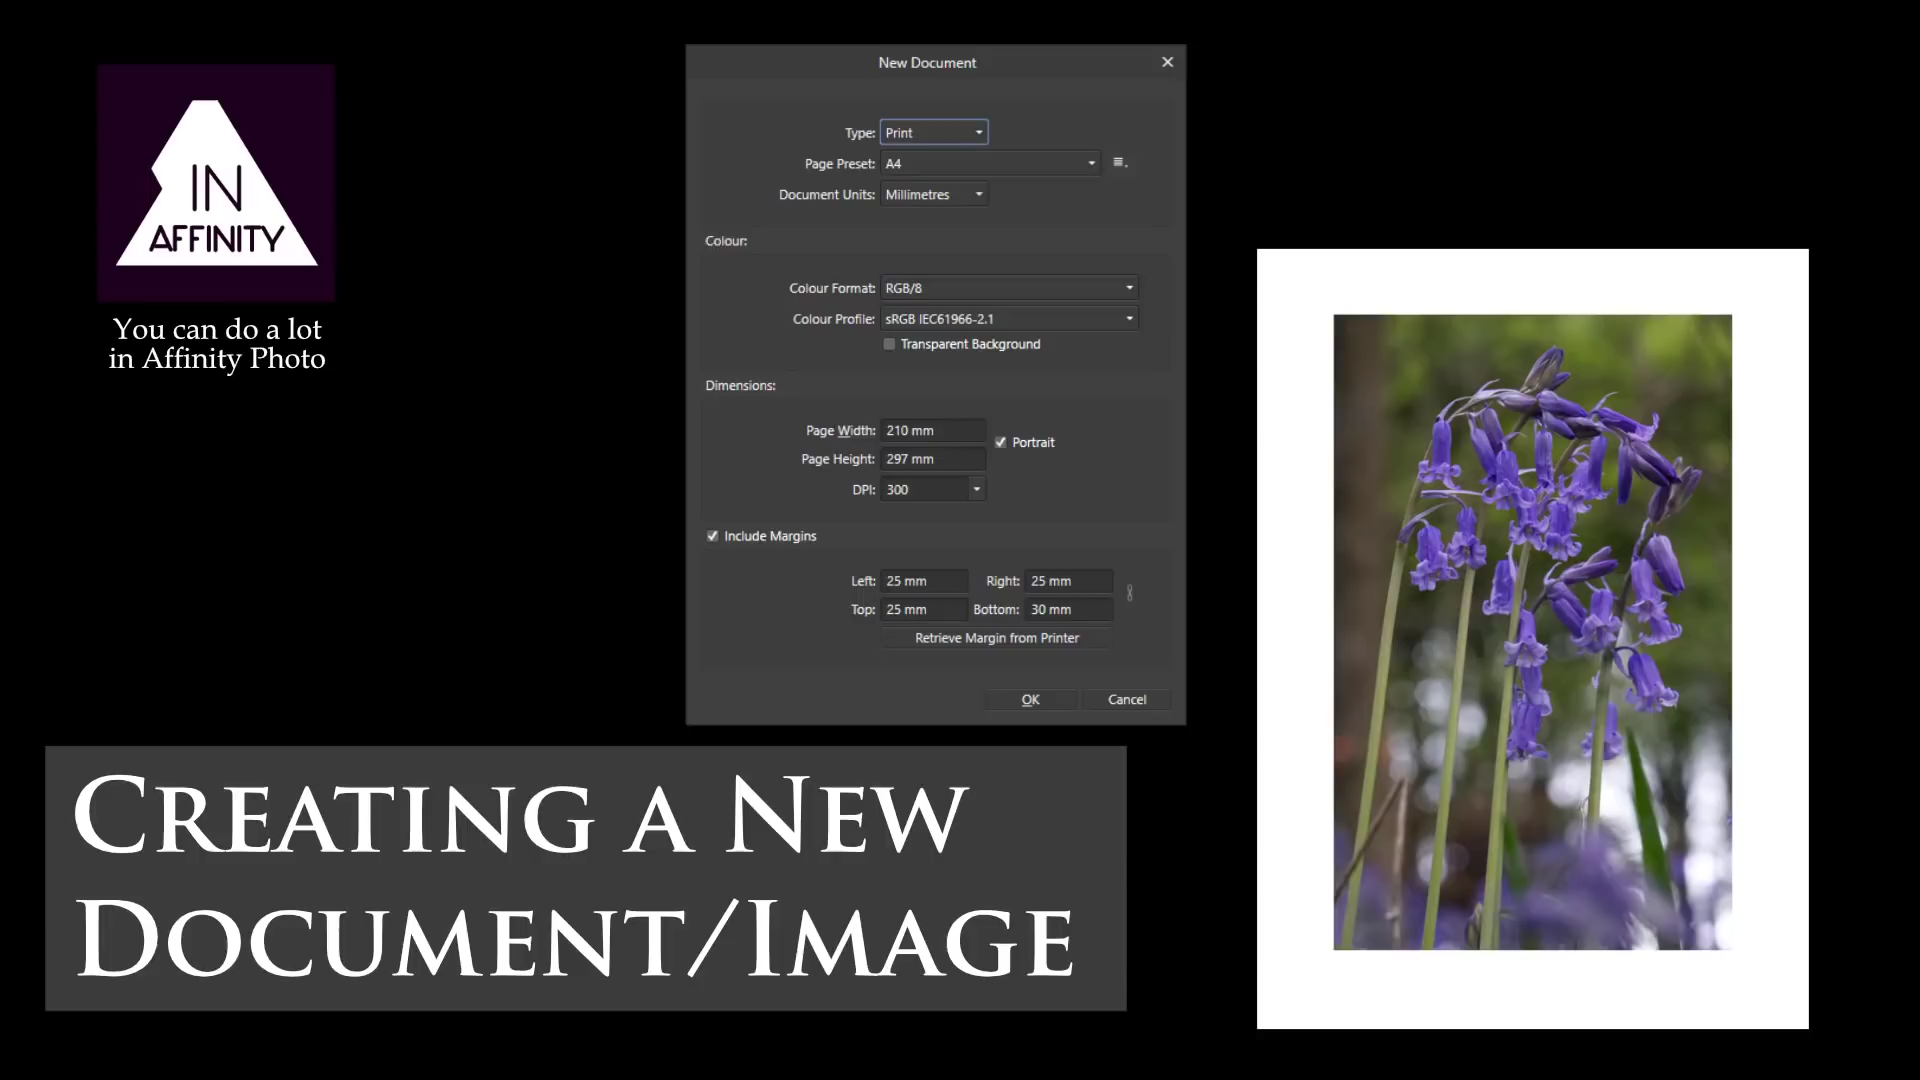 IN
AFFINITY
You can do a lot
in Affinity Photo
New Document
Type: Print
Page Preset: A4
Document Units: Millimetres
Colour:
Colour Format: RGB/8
Colour Profile: sRGB IEC61966-2.1
Transparent Background
Dimensions:
Page Width: 210 mm
Portrait
Page Height: 297 mm
DPI: 300
Include Margins
Left: 25 mm Right: 25 mm
Top: 25 mm Bottom: 30 mm
Retrieve Margin from Printer
OK Cancel
CREATING A NEW
DOCUMENT/IMAGE